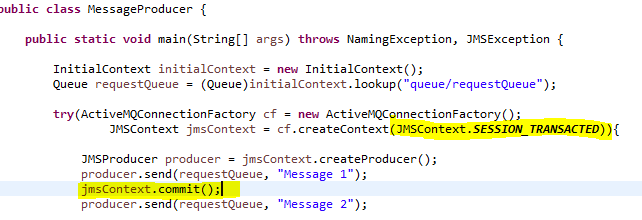 public class MessageProducer {
public static void main(String[] args) throws NamingException, JMSException {
InitialContext initialContext = new InitialContext();
Queue requestQueue = (Queue)initialContext.lookup("queue/requestQueue");
try(ActiveMQConnectionFactory cf = new ActiveMQConnectionFactory();
JMSContext jmsContext = cf.createContext(JMSContext.SESSION_TRANSACTED)){
JMSProducer producer = jmsContext.createProducer();
producer.send(requestQueue, "Message 1");
jmsContext.commit();
producer.send(requestQueue, "Message 2");